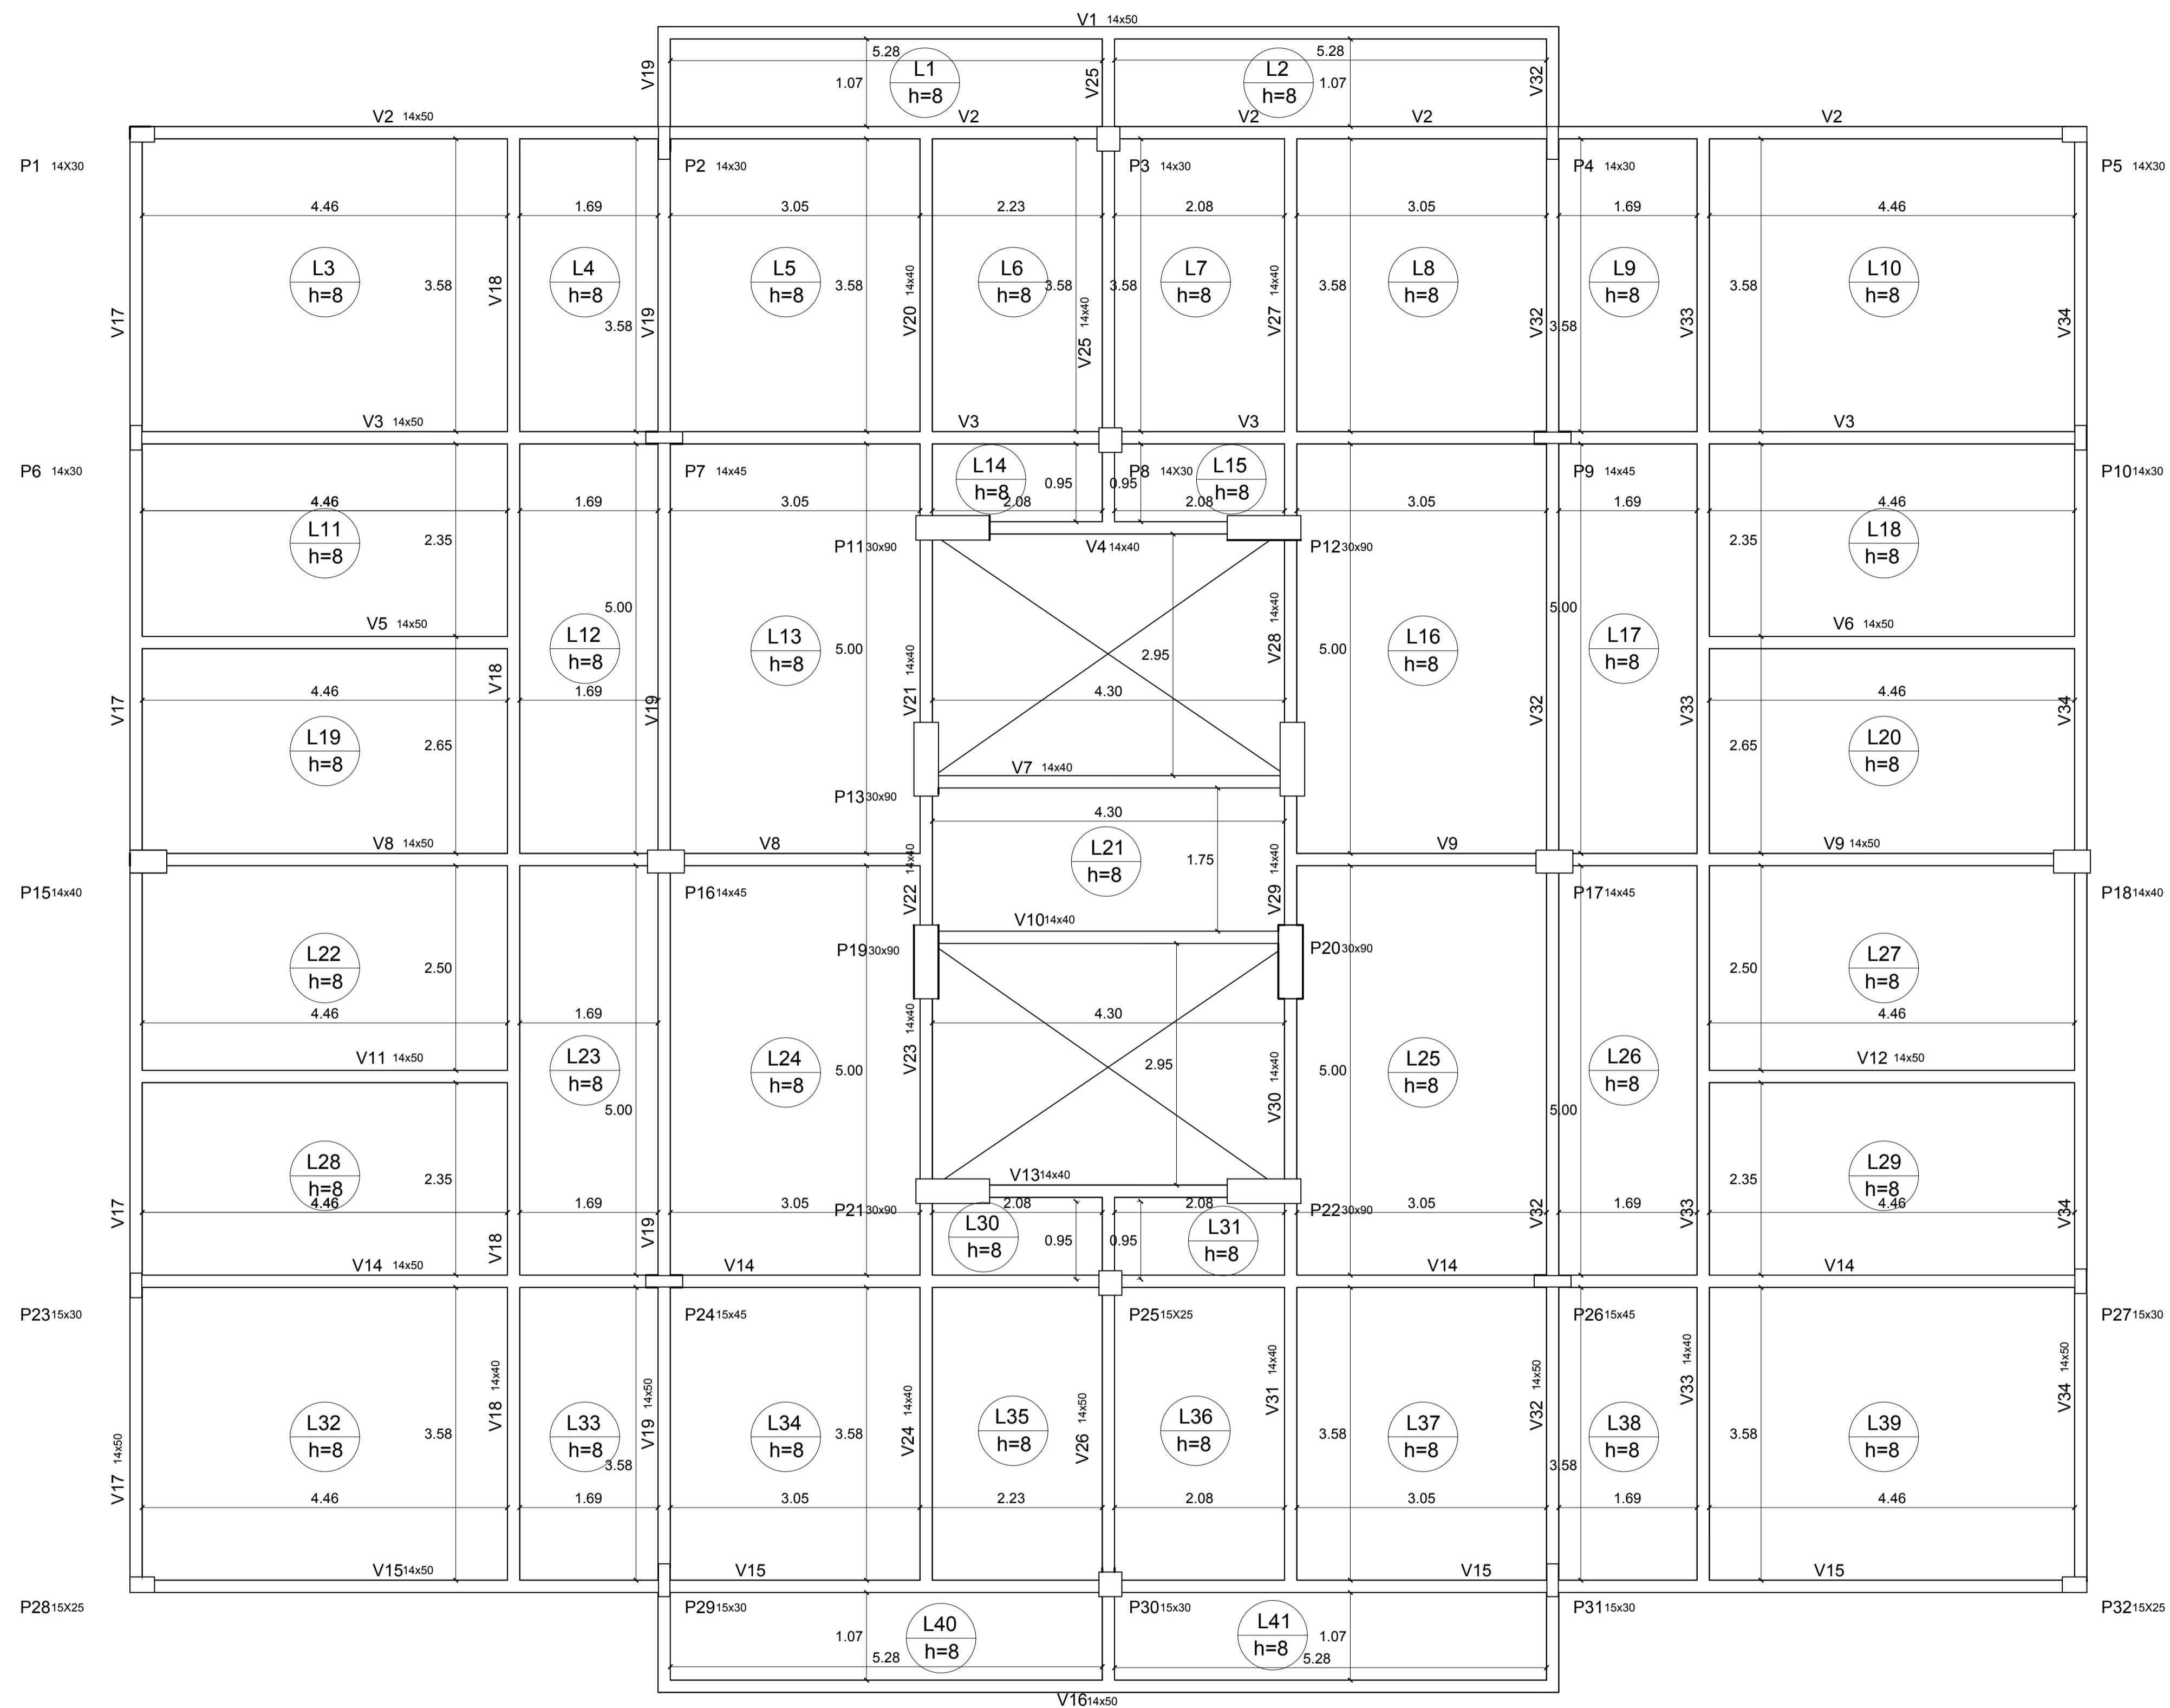 V1 14x50
5.28
5.28
L1
h=8
L2
h=8
1.07
1.07
V19
V25
V32
V2 14x50
V2
V2
V2
V2
P1 14X30
P2 14x30
P3 14x30
P4 14x30
P5 14X30
4.46
1.69
3.05
2.23
2.08
3.05
1.69
4.46
L3
h=8
L4
h=8
L5
h=8
L6
h=8
L7
h=8
L8
h=8
L9
h=8
L10
h=8
3.58
3.58
3.58
3.58
3.58
3.58
3.58
3.58
V17
V18
V19
V20 14x40
V25 14x40
V27 14x40
V32
V33
V34
V3 14x50
V3
V3
V3
P6 14x30
P7 14x45
P8 14X30
P9 14x45
P10 14x30
L14
h=8
L15
h=8
0.95
0.95
4.46
1.69
3.05
2.08
2.08
3.05
1.69
4.46
L11
h=8
2.35
L18
h=8
2.35
P11 30x90
V4 14x40
P12 30x90
5.00
5.00
V5 14x50
V6 14x50
L12
h=8
L13
h=8
5.00
V21 14x40
2.95
V28 14x40
5.00
L16
h=8
L17
h=8
V17
V18
V19
V32
V33
V34
4.46
1.69
4.30
4.46
L19
h=8
2.65
2.65
L20
h=8
V7 14x40
P13 30x90
4.30
V8 14x50
V8
L21
h=8
1.75
V9
V9 14x50
V22 14x40
V29 14x40
P15 14x40
P16 14x45
P17 14x45
P18 14x40
V10 14x40
P19 30x90
P20 30x90
L22
h=8
2.50
2.50
L27
h=8
4.46
1.69
4.30
4.46
V11 14x50
V12 14x50
L23
h=8
L24
h=8
5.00
V23 14x40
2.95
V30 14x40
5.00
L25
h=8
L26
h=8
5.00
5.00
L28
h=8
2.35
2.35
L29
h=8
V13 14x40
4.46
1.69
3.05
P21 30x90
2.08
2.08
P22 30x90
3.05
1.69
4.46
V17
V18
V19
V32
V33
V34
L30
h=8
0.95
0.95
L31
h=8
V14 14x50
V14
V14
V14
P23 15x30
P24 15x45
P25 15X25
P26 15x45
P27 15x30
V17 14x50
V18 14x40
V19 14x50
V24 14x40
V26 14x50
V31 14x40
V32 14x50
V33 14x40
V34 14x50
L32
h=8
L33
h=8
L34
h=8
L35
h=8
L36
h=8
L37
h=8
L38
h=8
L39
h=8
3.58
3.58
3.58
3.58
3.58
3.58
4.46
1.69
3.05
2.23
2.08
3.05
1.69
4.46
V15 14x50
V15
V15
V15
P28 15X25
P29 15x30
P30 15x30
P31 15x30
P32 15X25
L40
h=8
L41
h=8
1.07
1.07
5.28
5.28
V16 14x50